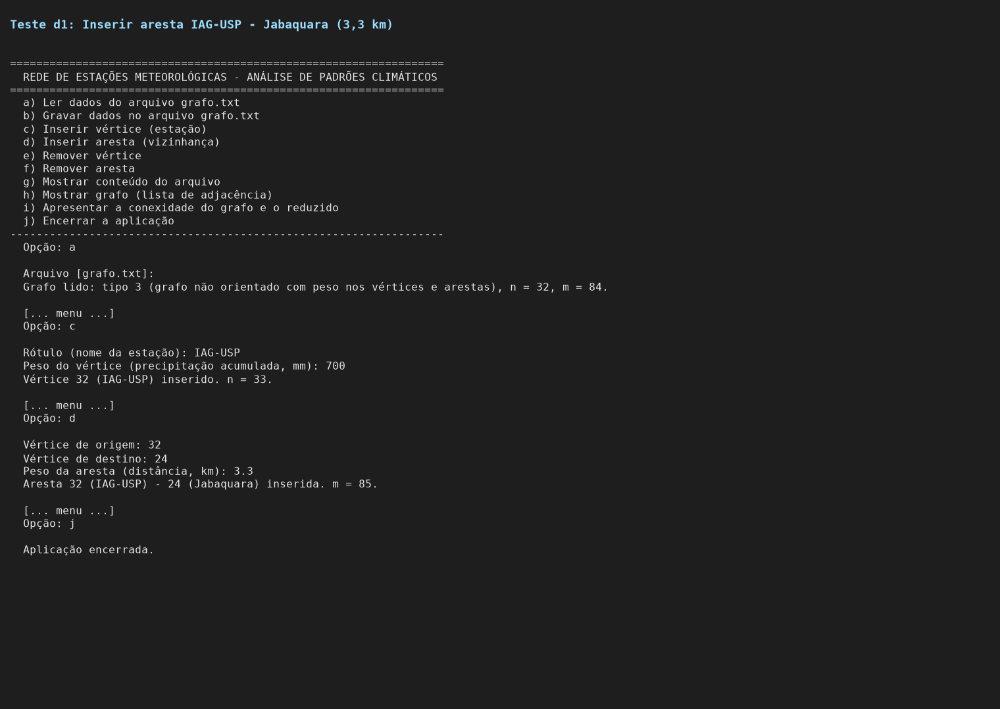 Teste d1: Inserir aresta IAG-USP - Jabaquara (3,3 km)
==================================================================
REDE DE ESTAÇÕES METEOROLÓGICAS - ANÁLISE DE PADRÕES CLIMÁTICOS
==================================================================
a) Ler dados do arquivo grafo.txt
b) Gravar dados no arquivo grafo.txt
c) Inserir vértice (estação)
d) Inserir aresta (vizinhança)
e) Remover vértice
f) Remover aresta
g) Mostrar conteúdo do arquivo
h) Mostrar grafo (lista de adjacência)
i) Apresentar a conexidade do grafo e o reduzido
j) Encerrar a aplicação
------------------------------------------------------------------
Opção: a
Arquivo [grafo.txt]:
Grafo lido: tipo 3 (grafo não orientado com peso nos vértices e arestas), n = 32, m = 84.
[... menu ...]
Opção: c
Rótulo (nome da estação): IAG-USP
Peso do vértice (precipitação acumulada, mm): 700
Vértice 32 (IAG-USP) inserido. n = 33.
[... menu ...]
Opção: d
Vértice de origem: 32
Vértice de destino: 24
Peso da aresta (distância, km): 3.3
Aresta 32 (IAG-USP) - 24 (Jabaquara) inserida. m = 85.
[... menu ...]
Opção: j
Aplicação encerrada.